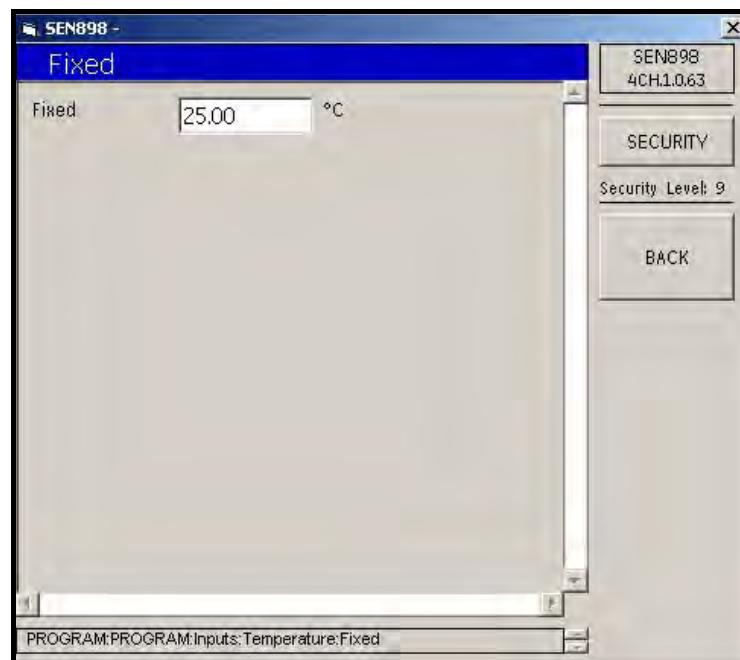 SEN898 -
Fixed
Fixed 25.00 °C
SEN898
4CH.1.0.63
SECURITY
Security Level: 9
BACK
PROGRAM:PROGRAM:Inputs:Temperature:Fixed